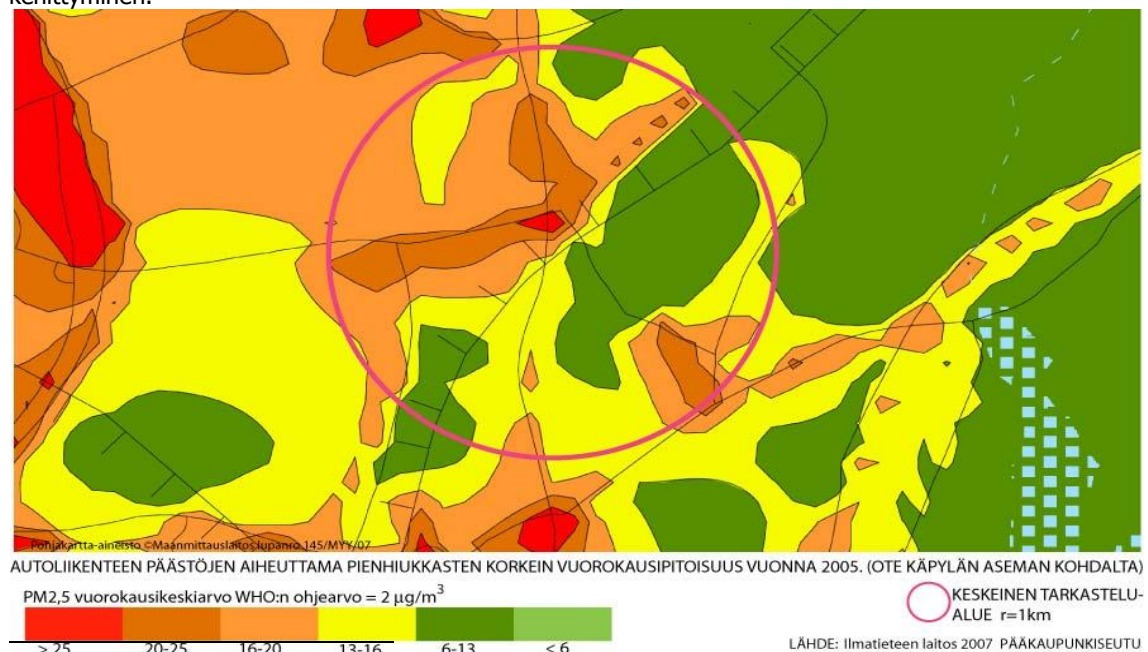 kehittyminen.
Pohjakartta-aineisto ©Maanmittauslaitos lupanro 145/MYY/07
AUTOLIIKENTEEN PÄÄSTÖJEN AIHEUTTAMA PIENHIUKKASTEN KORKEIN VUOROKAUSIPITOISUUS VUONNA 2005. (OTE KÄPYLÄN ASEMAN KOHDALTA)
PM2,5 vuorokausikeskiarvo WHO:n ohjearvo = 2 µg/m³
> 25 20-25 16-20 13-16 6-13 < 6
KESKEINEN TARKASTELU-
ALUE r=1km
LÄHDE: Ilmatieteen laitos 2007 PÄÄKAUPUNKISEUTU